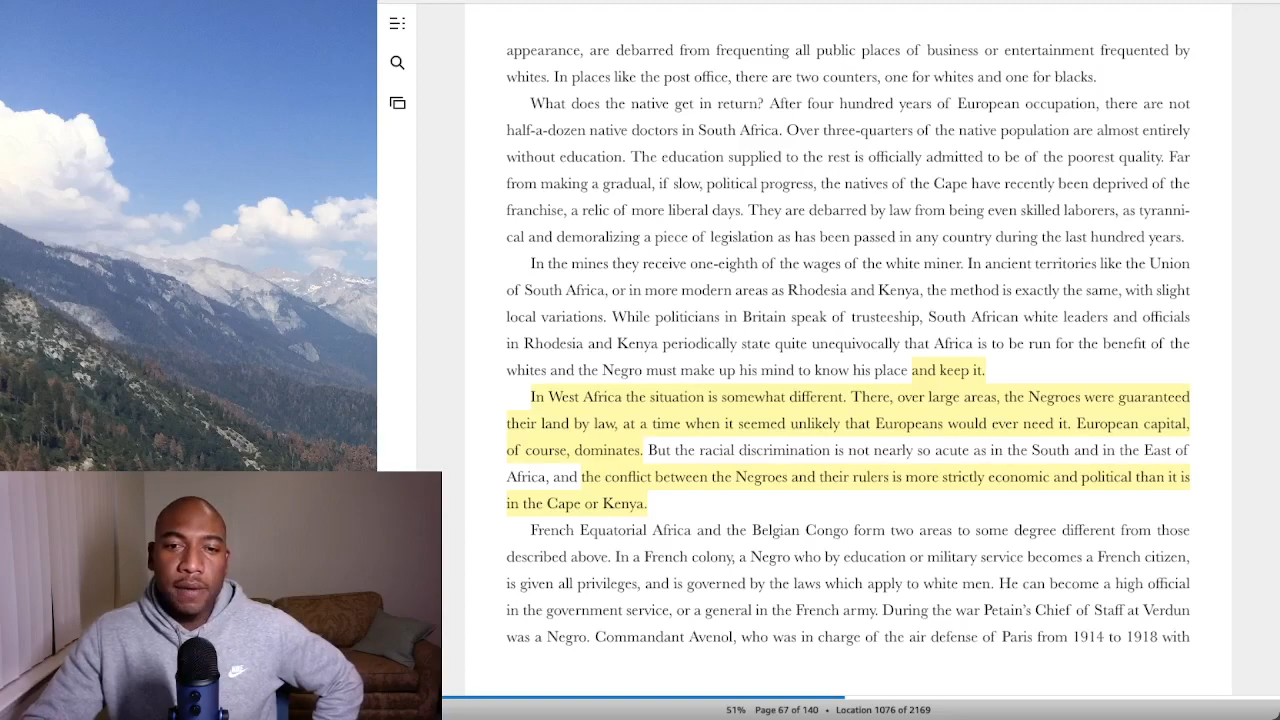 appearance, are debarred from frequenting all public places of business or entertainment frequented by
whites. In places like the post office, there are two counters, one for whites and one for blacks.
What does the native get in return? After four hundred years of European occupation, there are not
half-a-dozen native doctors in South Africa. Over three-quarters of the native population are almost entirely
without education. The education supplied to the rest is officially admitted to be of the poorest quality. Far
from making a gradual, if slow, political progress, the natives of the Cape have recently been deprived of the
franchise, a relic of more liberal days. They are debarred by law from being even skilled laborers, as tyranni-
cal and demoralizing a piece of legislation as has been passed in any country during the last hundred years.
In the mines they receive one-eighth of the wages of the white miner. In ancient territories like the Union
of South Africa, or in more modern areas as Rhodesia and Kenya, the method is exactly the same, with slight
local variations. While politicians in Britain speak of trusteeship, South African white leaders and officials
in Rhodesia and Kenya periodically state quite unequivocally that Africa is to be run for the benefit of the
whites and the Negro must make up his mind to know his place and keep it.
In West Africa the situation is somewhat different. There, over large areas, the Negroes were guaranteed
their land by law, at a time when it seemed unlikely that Europeans would ever need it. European capital,
of course, dominates. But the racial discrimination is not nearly so acute as in the South and in the East of
Africa, and the conflict between the Negroes and their rulers is more strictly economic and political than it is
in the Cape or Kenya.
French Equatorial Africa and the Belgian Congo form two areas to some degree different from those
described above. In a French colony, a Negro who by education or military service becomes a French citizen,
is given all privileges, and is governed by the laws which apply to white men. He can become a high official
in the government service, or a general in the French army. During the war Petain's Chief of Staff at Verdun
was a Negro. Commandant Avenol, who was in charge of the air defense of Paris from 1914 to 1918 with
51% Page 67 of 140 • Location 1076 of 2169